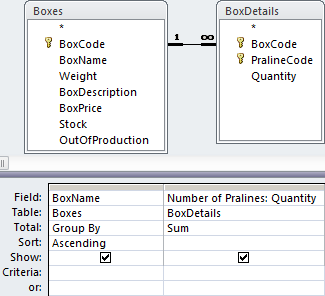 Boxes
*
BoxCode
BoxName
Weight
BoxDescription
BoxPrice
Stock
OutOfProduction
1
∞
BoxDetails
*
BoxCode
PralineCode
Quantity
Field: BoxName Number of Pralines: Quantity
Table: Boxes BoxDetails
Total: Group By Sum
Sort: Ascending
Show:
Criteria:
or: